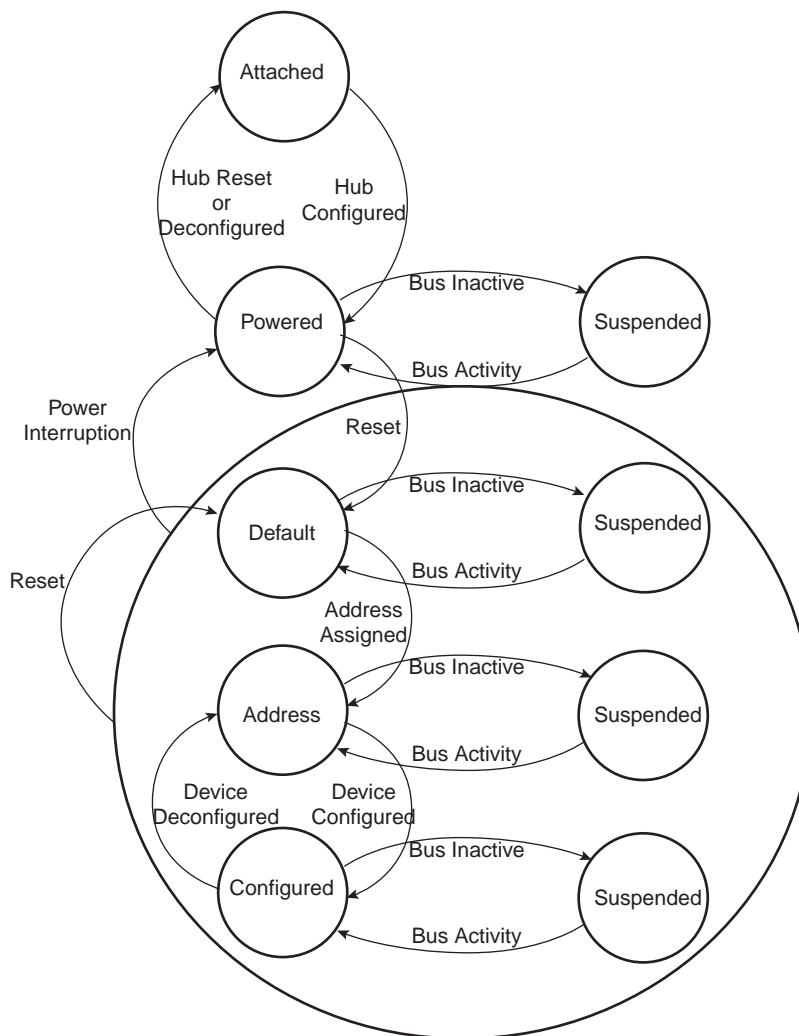 Attached
Hub Reset
or
Deconfigured
Hub
Configured
Powered
Bus Inactive
Suspended
Bus Activity
Power
Interruption
Reset
Default
Bus Inactive
Suspended
Bus Activity
Reset
Address
Assigned
Address
Bus Inactive
Suspended
Bus Activity
Device
Deconfigured
Device
Configured
Configured
Bus Inactive
Suspended
Bus Activity